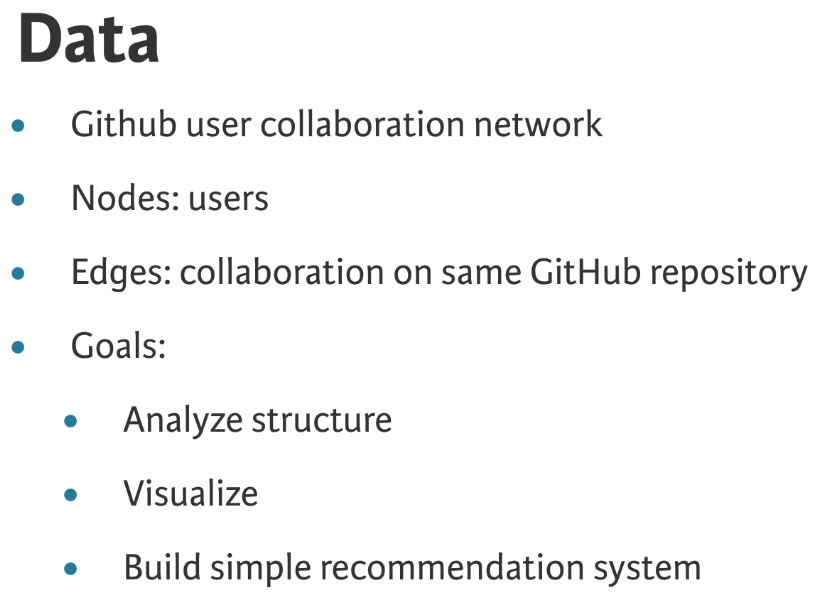 Data
• Github user collaboration network
• Nodes: users
• Edges: collaboration on same GitHub repository
• Goals:
• Analyze structure
• Visualize
• Build simple recommendation system